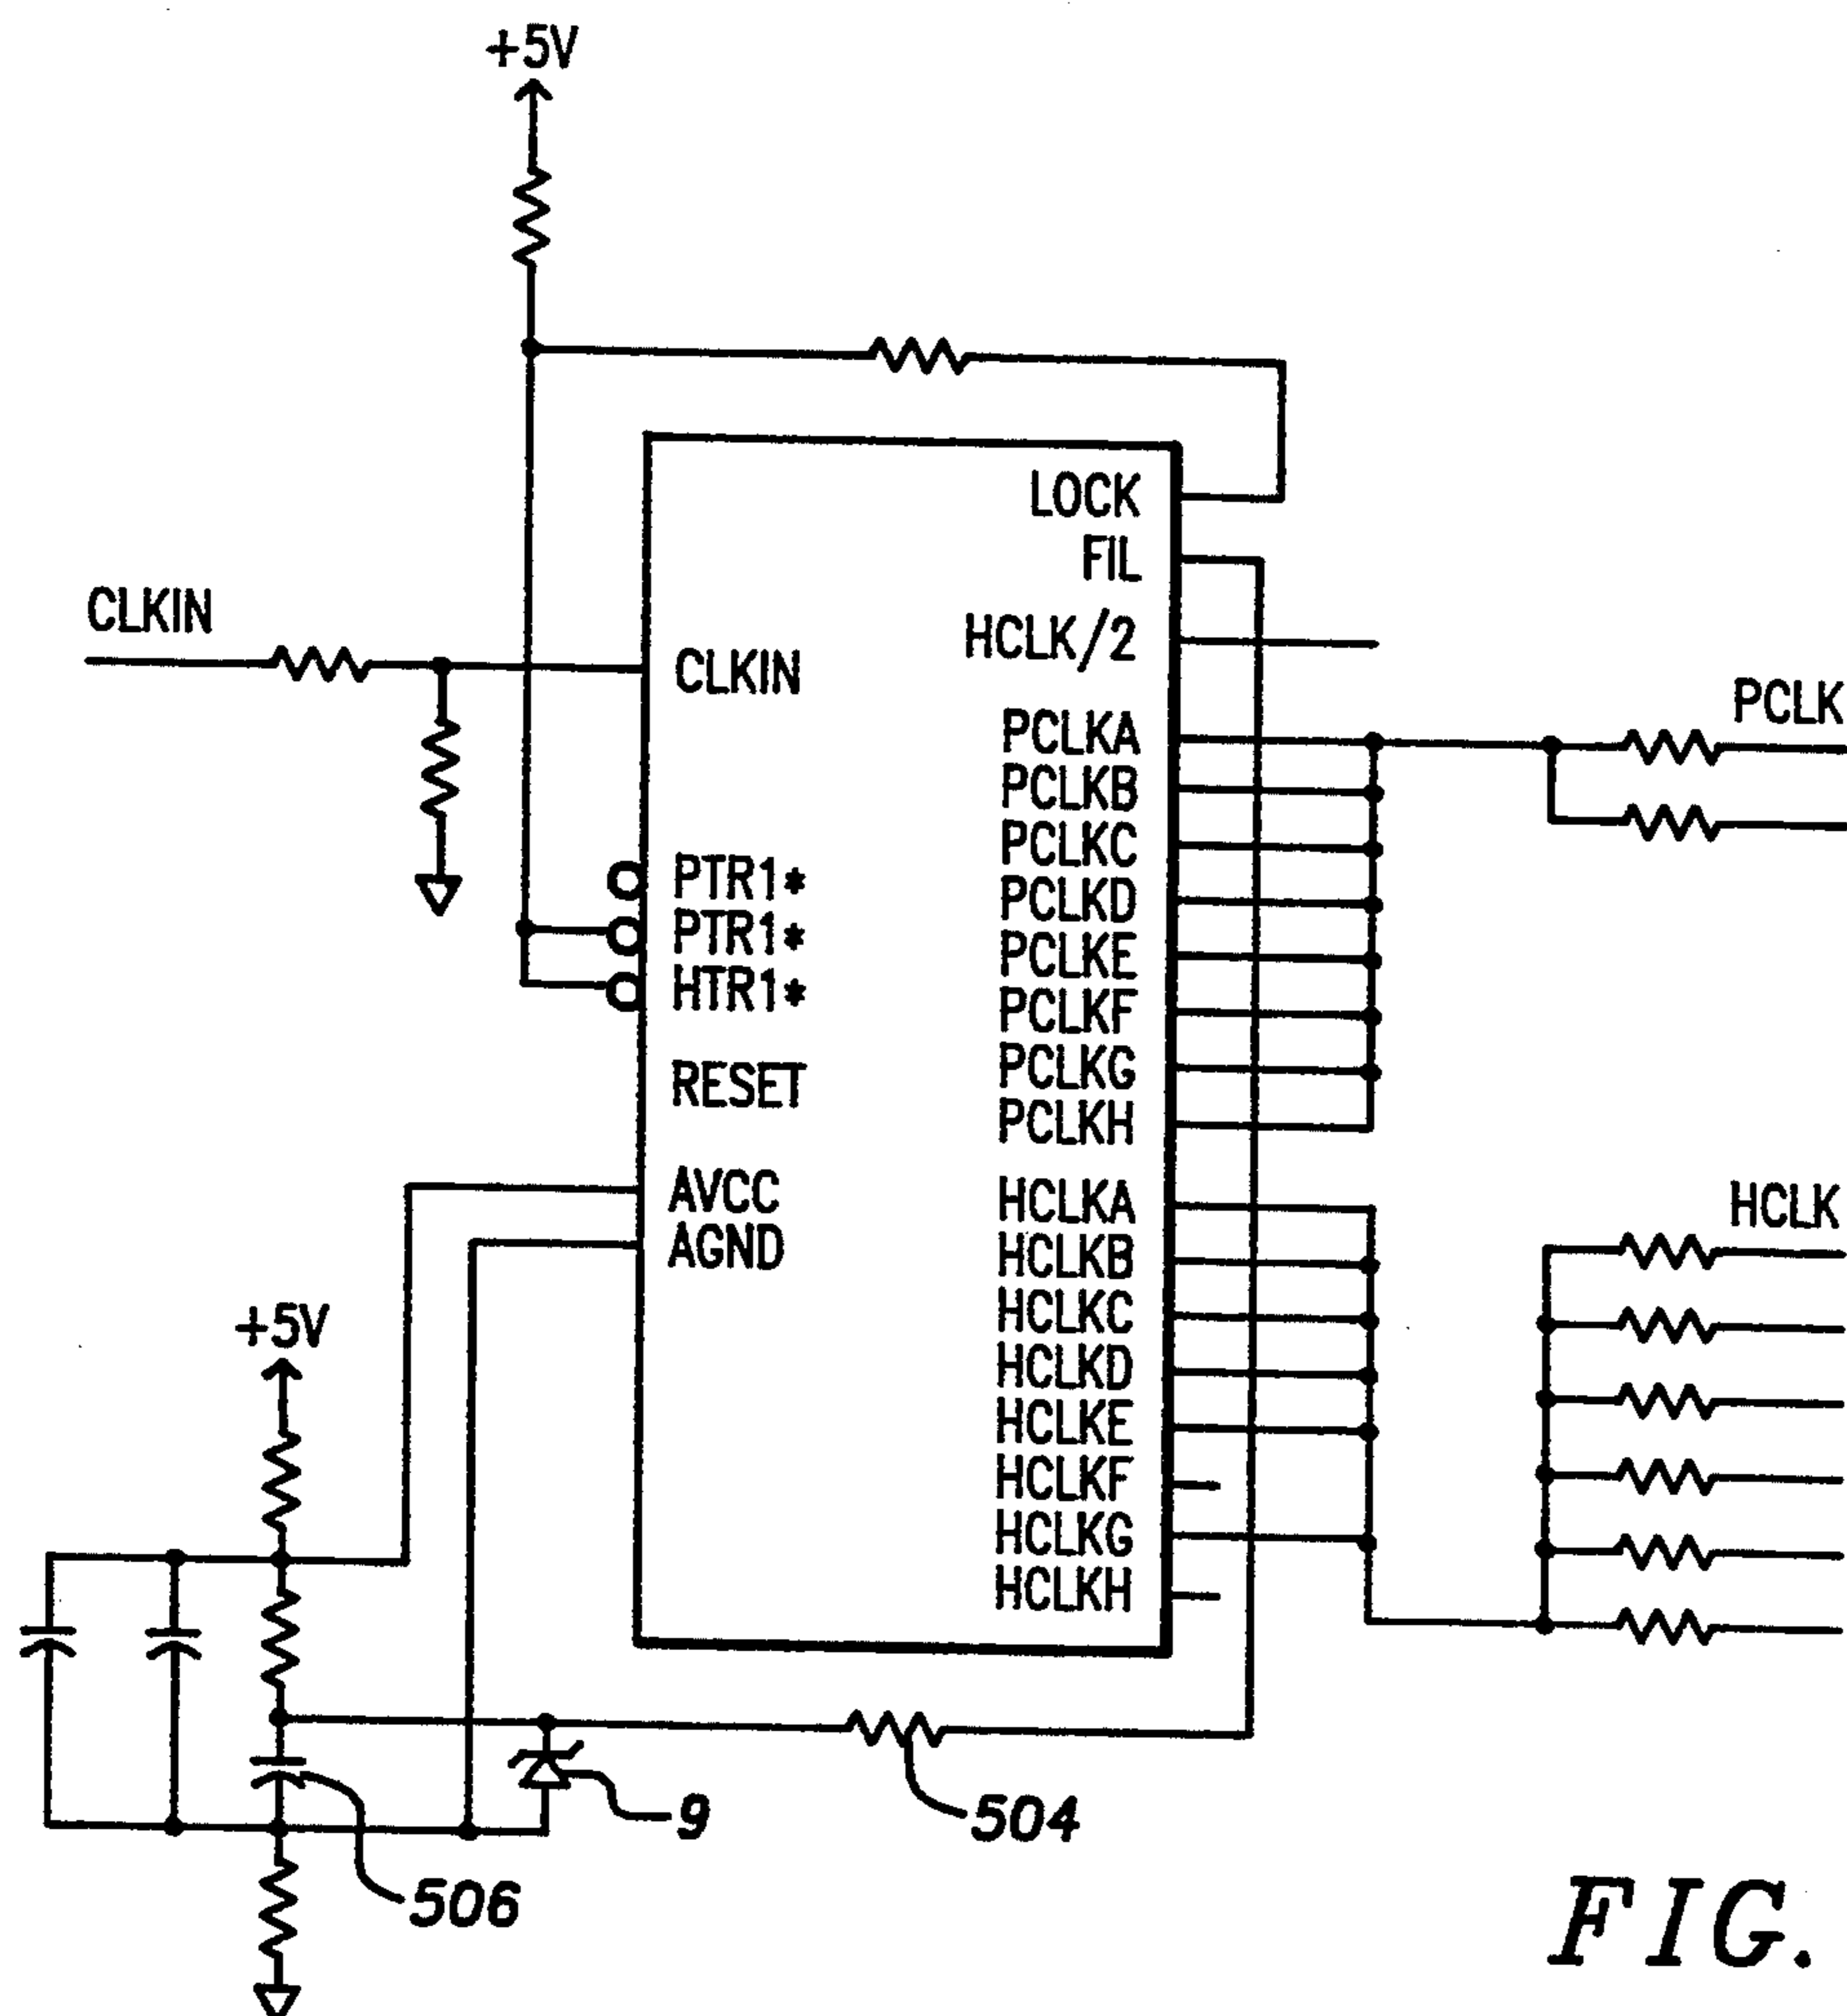 +5V
CLKIN
CLKIN
PTR1*
PTR1*
HTR1*
RESET
AVCC
AGND
LOCK
FIL
HCLK/2
PCLKA
PCLKB
PCLKC
PCLKD
PCLKE
PCLKF
PCLKG
PCLKH
HCLKA
HCLKB
HCLKC
HCLKD
HCLKE
HCLKF
HCLKG
HCLKH
PCLK
HCLK
+5V
9
504
506
FIG.